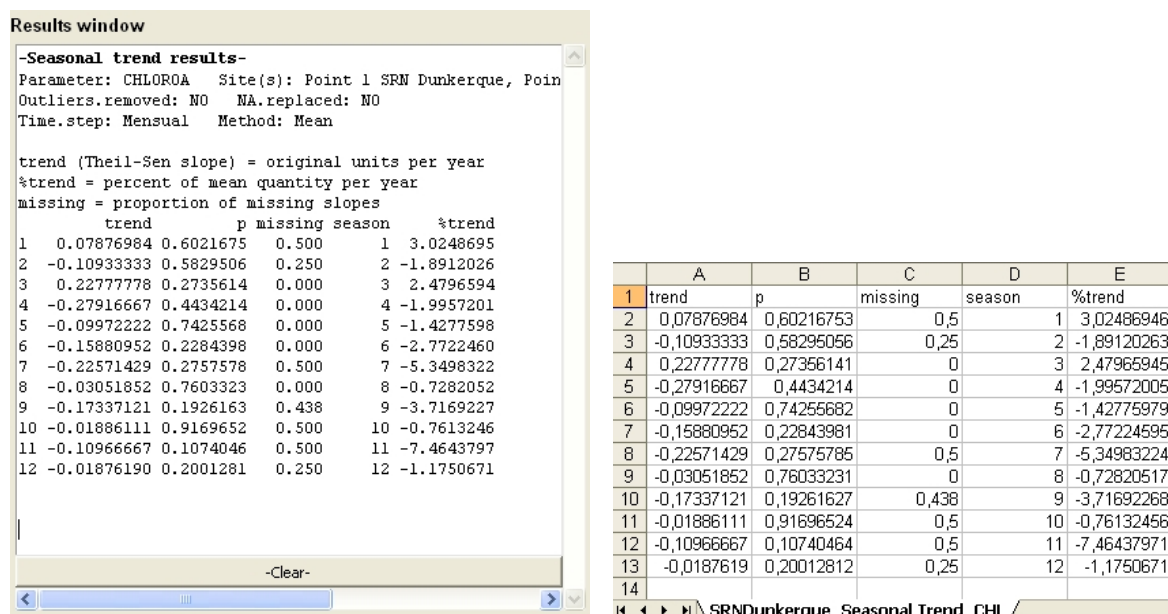 Results window
-Seasonal trend results-
Parameter: CHLOROA   Site(s): Point 1 SRN Dunkerque, Poin
Outliers.removed: NO   NA.replaced: NO
Time.step: Mensual   Method: Mean
trend (Theil-Sen slope) = original units per year
%trend = percent of mean quantity per year
missing = proportion of missing slopes
trend p missing season %trend
1 0.07876984 0.6021675 0.500 1 3.0248695
2 -0.10933333 0.5829506 0.250 2 -1.8912026
3 0.22777778 0.2735614 0.000 3 2.4796594
4 -0.27916667 0.4434214 0.000 4 -1.9957201
5 -0.09972222 0.7425568 0.000 5 -1.4277598
6 -0.15880952 0.2284398 0.000 6 -2.7722460
7 -0.22571429 0.2757578 0.500 7 -5.3498322
8 -0.03051852 0.7603323 0.000 8 -0.7282052
9 -0.17337121 0.1926163 0.438 9 -3.7169227
10 -0.01886111 0.9169652 0.500 10 -0.7613246
11 -0.10966667 0.1074046 0.500 11 -7.4643797
12 -0.01876190 0.2001281 0.250 12 -1.1750671
-Clear-
A B C D E
1 trend p missing season %trend
2 0,07876984 0,60216753 0,5 1 3,02486946
3 -0,10933333 0,58295056 0,25 2 -1,89120263
4 0,22777778 0,27356141 0 3 2,47965945
5 -0,27916667 0,4434214 0 4 -1,99572005
6 -0,09972222 0,74255682 0 5 -1,42775979
7 -0,15880952 0,22843981 0 6 -2,77224595
8 -0,22571429 0,27575785 0,5 7 -5,34983224
9 -0,03051852 0,76033231 0 8 -0,72820517
10 -0,17337121 0,19261627 0,438 9 -3,71692268
11 -0,01886111 0,91696524 0,5 10 -0,76132456
12 -0,10966667 0,10740464 0,5 11 -7,46437971
13 -0,0187619 0,20012812 0,25 12 -1,1750671
14
SRNDunkerque_Seasonal Trend_CHL